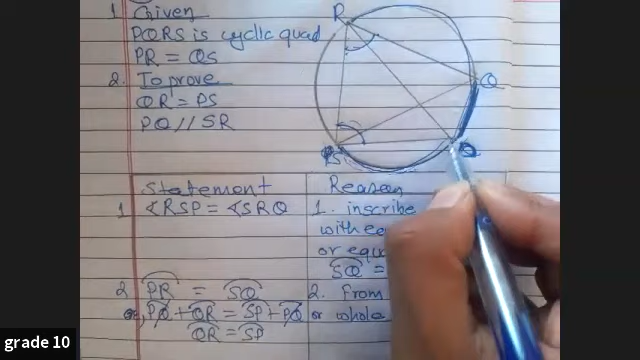 1 Given
PQRS is cyclic quad
PR = QS
2. To prove
QR = PS
PQ // SR
R
Q
S
Statement
Reason
1 ∢RSP = ∢SRQ
1. inscribe
with
or
SQ =
2 PR = SQ
2. from
or, PQ + QR = SP + PQ
or whole
QR = SP
grade 10